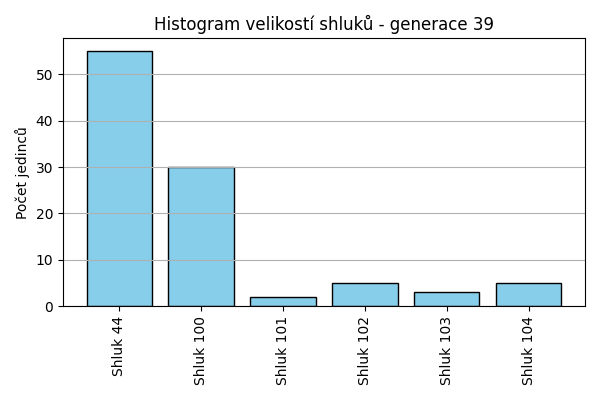 Histogram velikostí shluků - generace 39
Počet jedinců
50
40
30
20
10
0
Shluk 44
Shluk 100
Shluk 101
Shluk 102
Shluk 103
Shluk 104